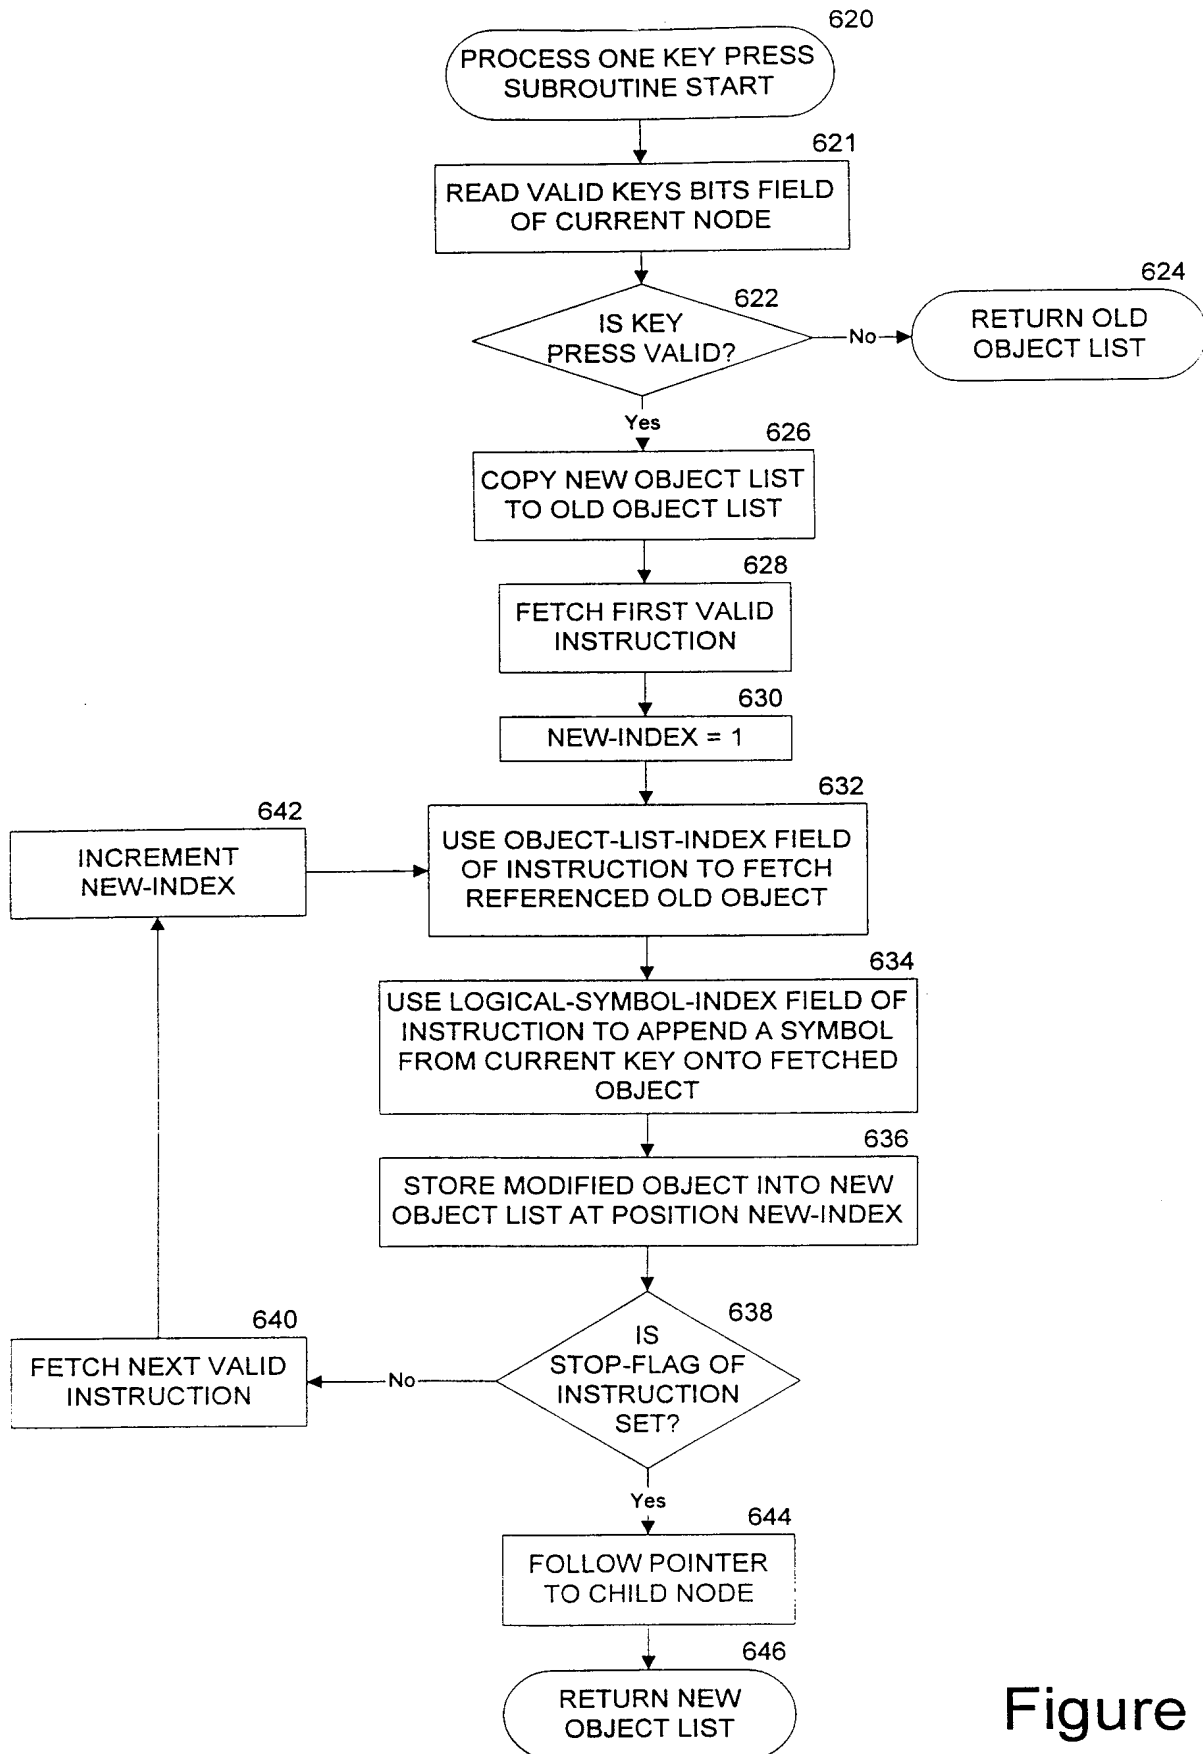 620
PROCESS ONE KEY PRESS
SUBROUTINE START
621
READ VALID KEYS BITS FIELD
OF CURRENT NODE
622
IS KEY
PRESS VALID?
No
624
RETURN OLD
OBJECT LIST
Yes
626
COPY NEW OBJECT LIST
TO OLD OBJECT LIST
628
FETCH FIRST VALID
INSTRUCTION
630
NEW-INDEX = 1
632
USE OBJECT-LIST-INDEX FIELD
OF INSTRUCTION TO FETCH
REFERENCED OLD OBJECT
642
INCREMENT
NEW-INDEX
634
USE LOGICAL-SYMBOL-INDEX FIELD OF
INSTRUCTION TO APPEND A SYMBOL
FROM CURRENT KEY ONTO FETCHED
OBJECT
636
STORE MODIFIED OBJECT INTO NEW
OBJECT LIST AT POSITION NEW-INDEX
638
IS
STOP-FLAG OF
INSTRUCTION
SET?
No
640
FETCH NEXT VALID
INSTRUCTION
Yes
644
FOLLOW POINTER
TO CHILD NODE
646
RETURN NEW
OBJECT LIST
Figure